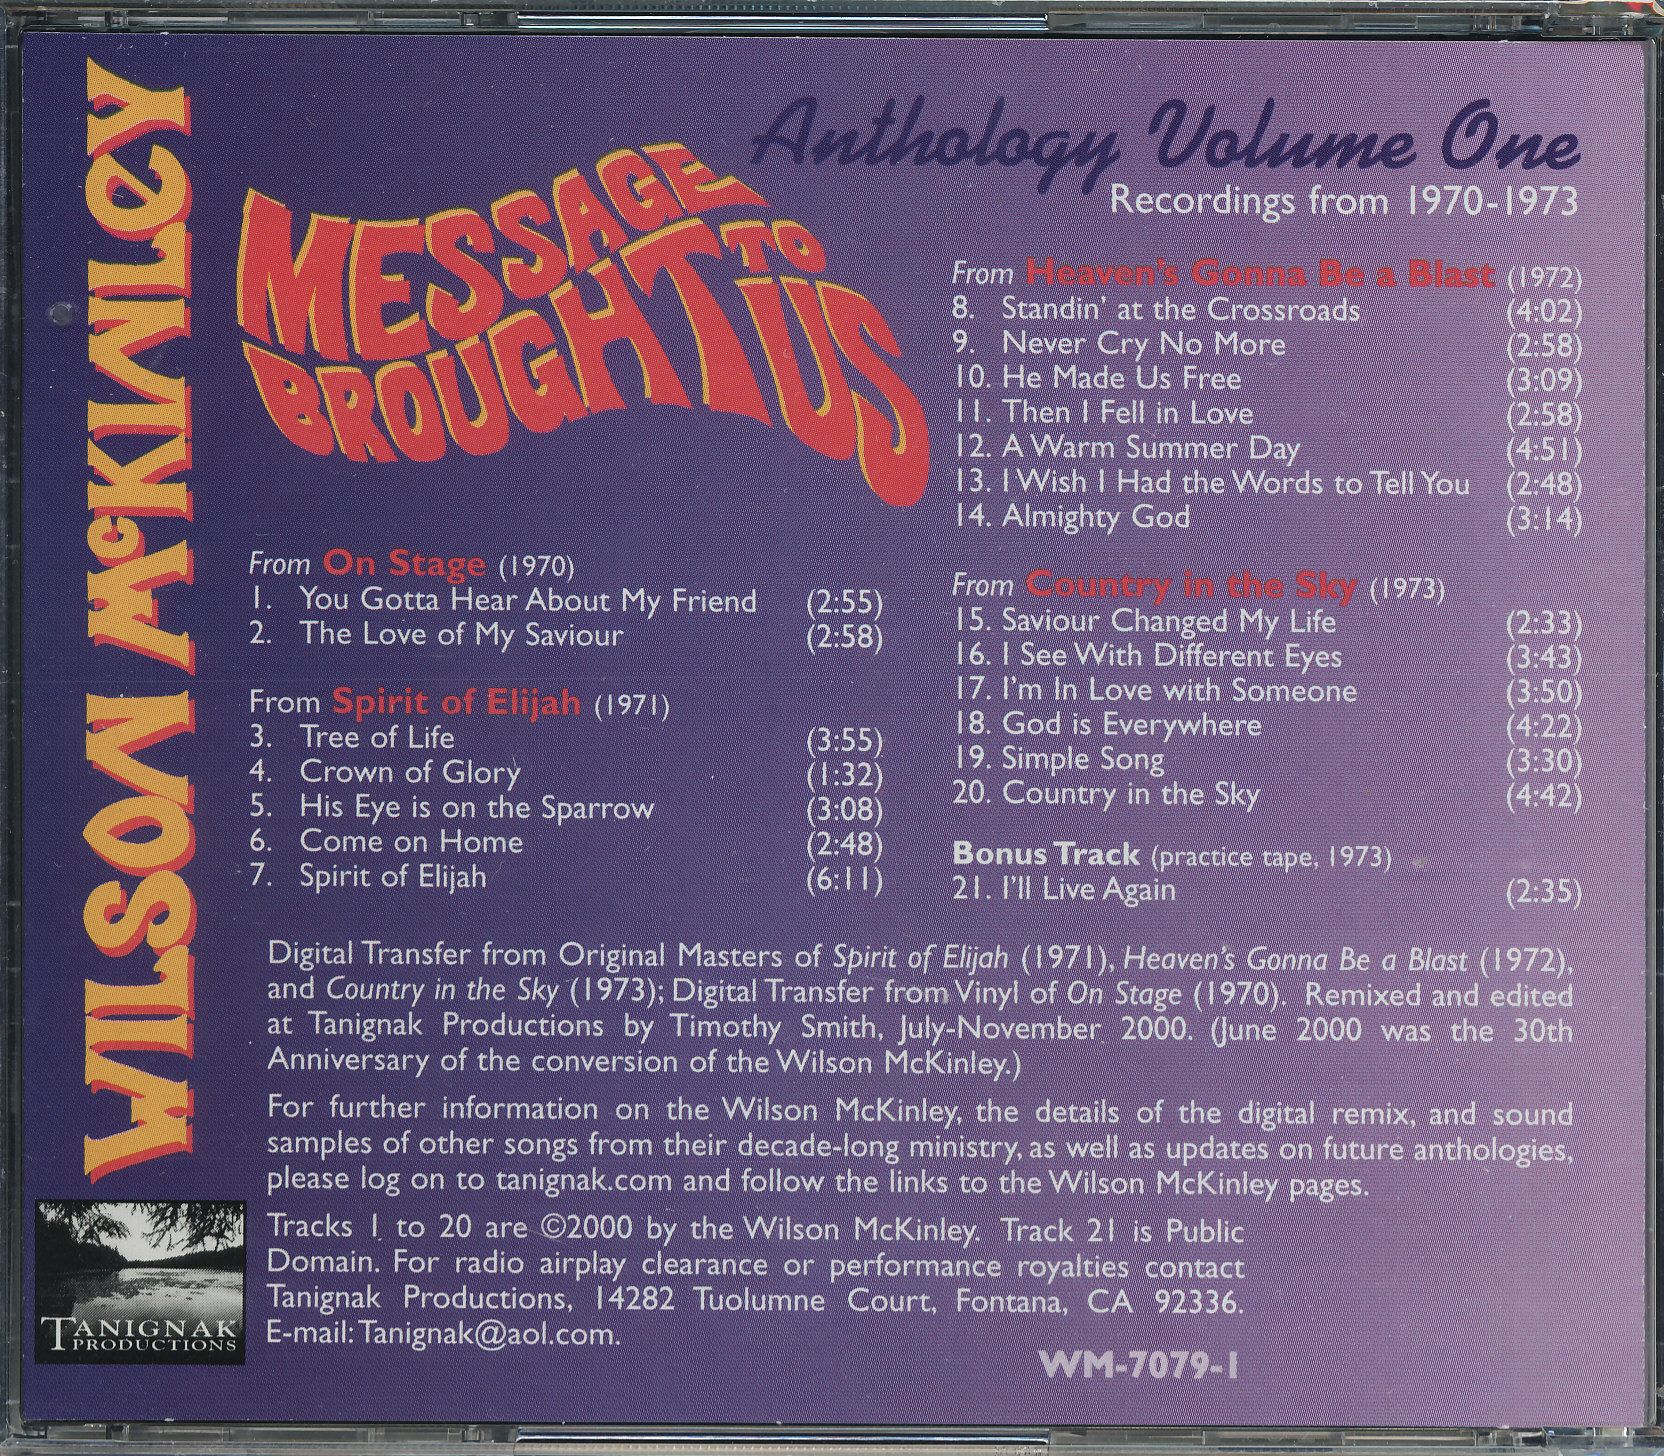 WILSON McKINLEY
MESSAGE
BROUGHT TO
US
Anthology Volume One
Recordings from 1970-1973
From On Stage (1970)
1. You Gotta Hear About My Friend (2:55)
2. The Love of My Saviour (2:58)
From Spirit of Elijah (1971)
3. Tree of Life (3:55)
4. Crown of Glory (1:32)
5. His Eye is on the Sparrow (3:08)
6. Come on Home (2:48)
7. Spirit of Elijah (6:11)
From Heaven's Gonna Be a Blast (1972)
8. Standin' at the Crossroads (4:02)
9. Never Cry No More (2:58)
10. He Made Us Free (3:09)
11. Then I Fell in Love (2:58)
12. A Warm Summer Day (4:51)
13. I Wish I Had the Words to Tell You (2:48)
14. Almighty God (3:14)
From Country in the Sky (1973)
15. Saviour Changed My Life (2:33)
16. I See With Different Eyes (3:43)
17. I'm In Love with Someone (3:50)
18. God is Everywhere (4:22)
19. Simple Song (3:30)
20. Country in the Sky (4:42)
Bonus Track (practice tape, 1973)
21. I'll Live Again (2:35)
Digital Transfer from Original Masters of Spirit of Elijah (1971), Heaven's Gonna Be a Blast (1972),
and Country in the Sky (1973); Digital Transfer from Vinyl of On Stage (1970). Remixed and edited
at Tanignak Productions by Timothy Smith, July-November 2000. (June 2000 was the 30th
Anniversary of the conversion of the Wilson McKinley.)
For further information on the Wilson McKinley, the details of the digital remix, and sound
samples of other songs from their decade-long ministry, as well as updates on future anthologies,
please log on to tanignak.com and follow the links to the Wilson McKinley pages.
Tracks 1 to 20 are ©2000 by the Wilson McKinley. Track 21 is Public
Domain. For radio airplay clearance or performance royalties contact
Tanignak Productions, 14282 Tuolumne Court, Fontana, CA 92336.
E-mail: Tanignak@aol.com.
TANIGNAK
PRODUCTIONS
WM-7079-1